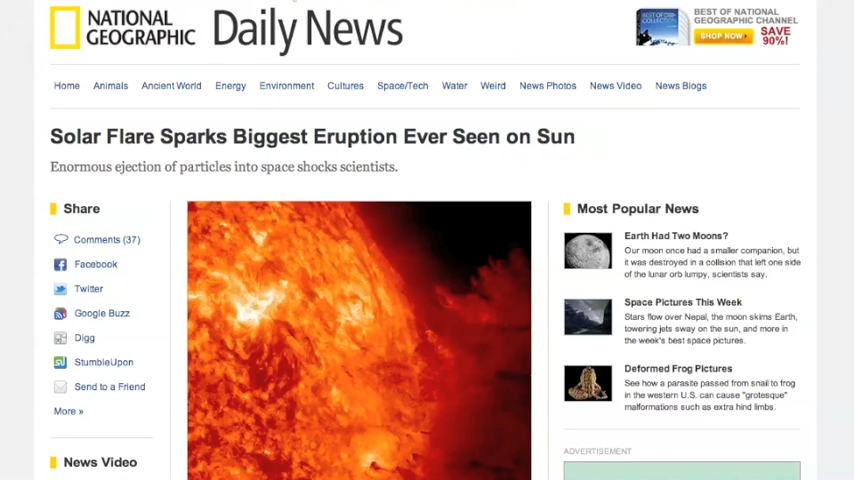 NATIONAL
GEOGRAPHIC
Daily News
BEST OF NATIONAL
GEOGRAPHIC CHANNEL
SHOP NOW
SAVE
90%!
Home Animals Ancient World Energy Environment Cultures Space/Tech Water Weird News Photos News Video News Blogs
Solar Flare Sparks Biggest Eruption Ever Seen on Sun
Enormous ejection of particles into space shocks scientists.
Share
Comments (37)
Facebook
Twitter
Google Buzz
Digg
StumbleUpon
Send to a Friend
More »
News Video
Most Popular News
Earth Had Two Moons?
Our moon once had a smaller companion, but
it was destroyed in a collision that left one side
of the lunar orb lumpy, scientists say.
Space Pictures This Week
Stars flow over Nepal, the moon skims Earth,
towering jets sway on the sun, and more in
the week's best space pictures.
Deformed Frog Pictures
See how a parasite passed from snail to frog
in the western U.S. can cause "grotesque"
malformations such as extra hind limbs.
ADVERTISEMENT